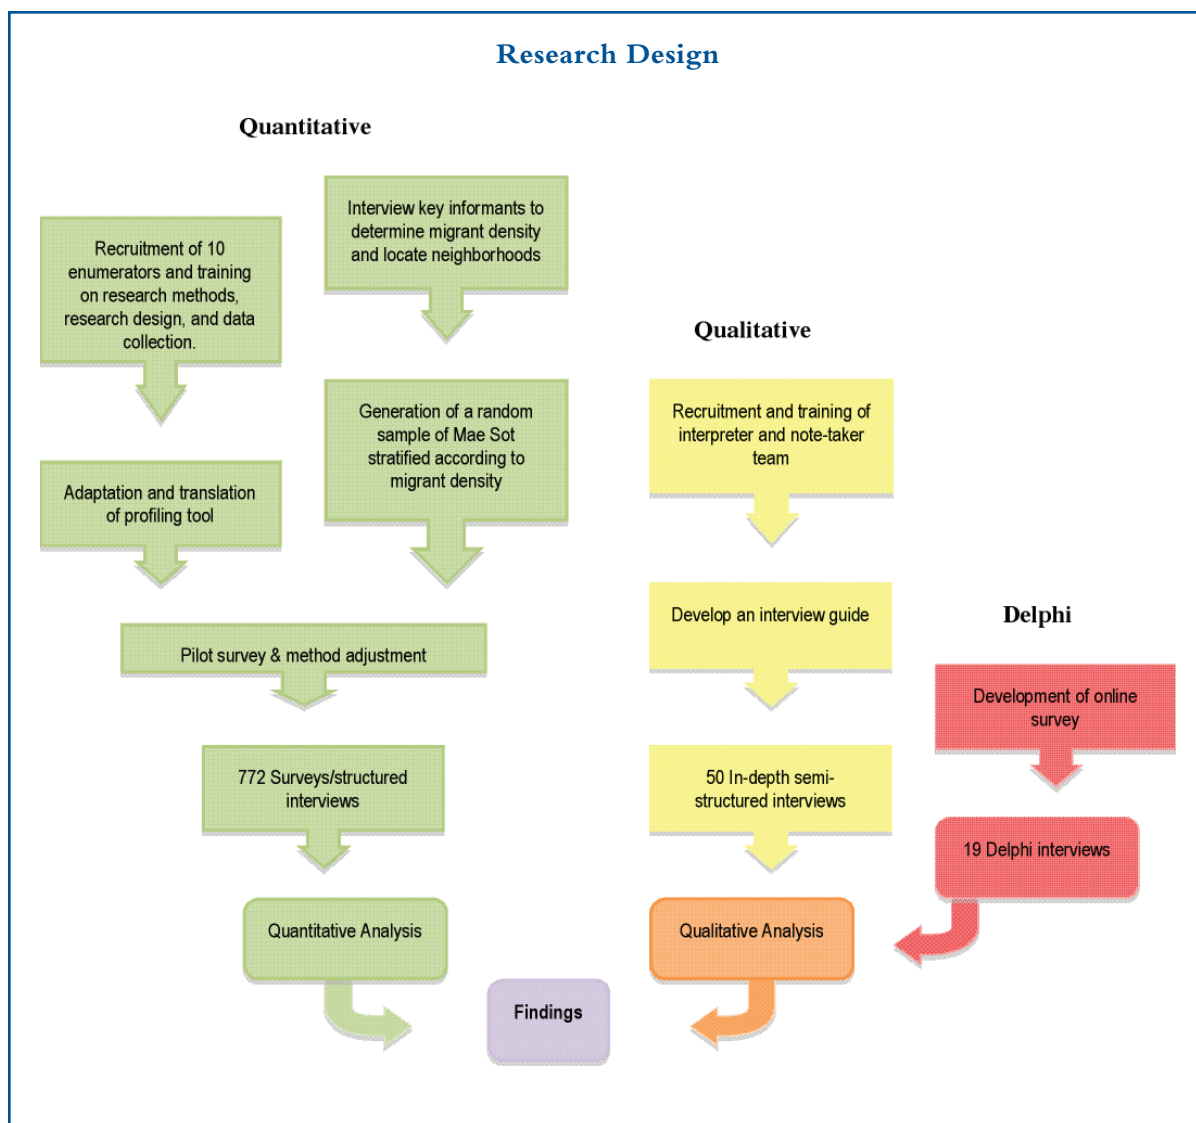 Research Design
Quantitative
Interview key informants to
determine migrant density
and locate neighborhoods
Recruitment of 10
enumerators and training
on research methods,
research design, and data
collection.
Generation of a random
sample of Mae Sot
stratified according to
migrant density
Adaptation and translation
of profiling tool
Pilot survey & method adjustment
772 Surveys/structured
interviews
Quantitative Analysis
Qualitative
Recruitment and training of
interpreter and note-taker
team
Develop an interview guide
50 In-depth semi-
structured interviews
Qualitative Analysis
Delphi
Development of online
survey
19 Delphi interviews
Findings